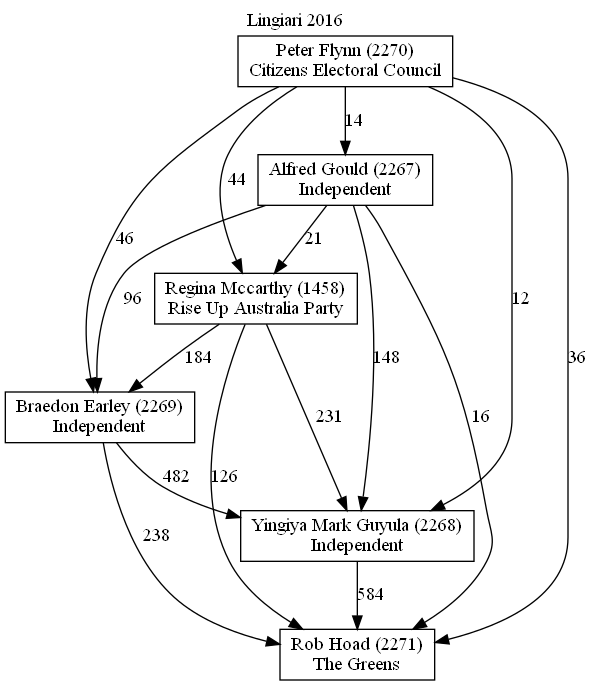 Lingiari 2016
Peter Flynn (2270)
Citizens Electoral Council
14
Alfred Gould (2267)
Independent
44
46
21
96
12
Regina Mccarthy (1458)
Rise Up Australia Party
184
148
36
Braedon Earley (2269)
Independent
231
16
482
126
238
Yingiya Mark Guyula (2268)
Independent
584
Rob Hoad (2271)
The Greens